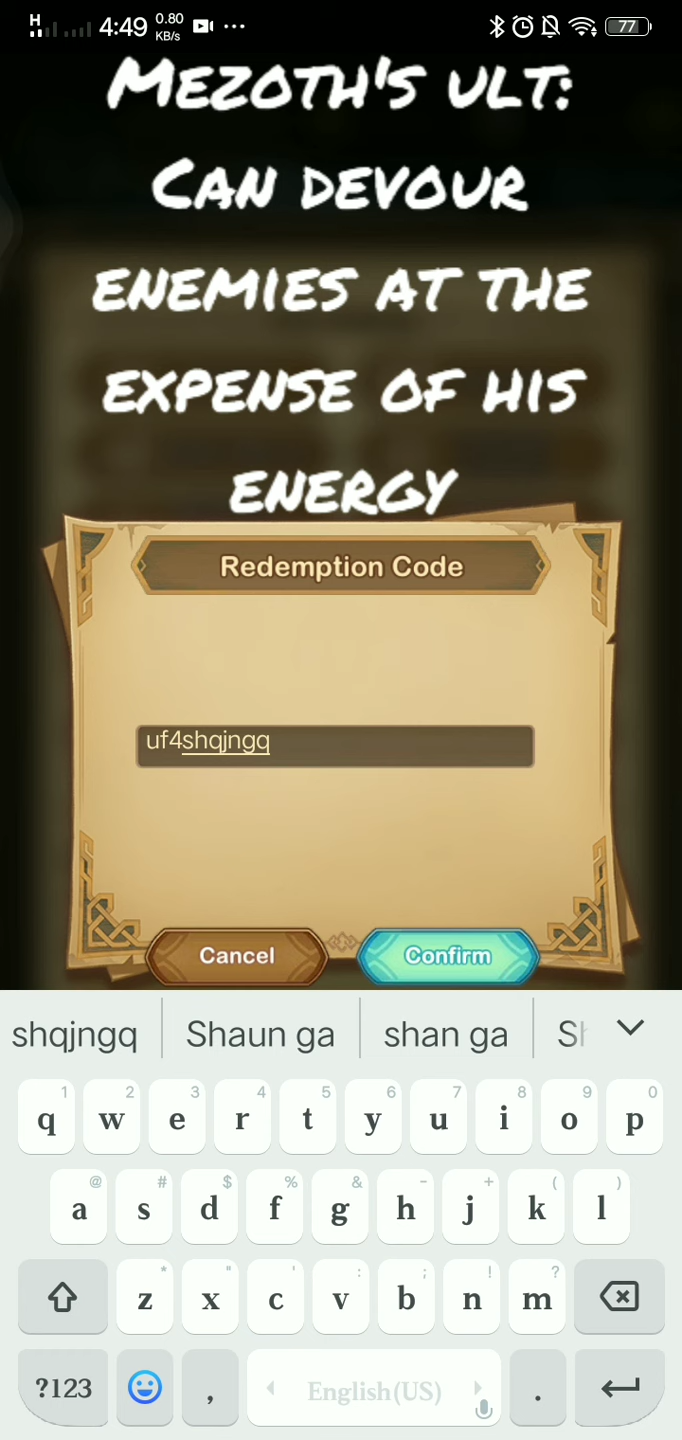 H 4:49 0.80 KB/s ... 77
MEZOTH'S ULT:
CAN DEVOUR
ENEMIES AT THE
EXPENSE OF HIS
ENERGY
Redemption Code
uf4shqjngq
Cancel Confirm
shqjngq Shaun ga shan ga Sh
1 2 3 4 5 6 7 8 9 0
q w e r t y u i o p
@ # $ % & - + ( )
a s d f g h j k l
* " ' : ; ! ?
z x c v b n m
?123 , English(US) .